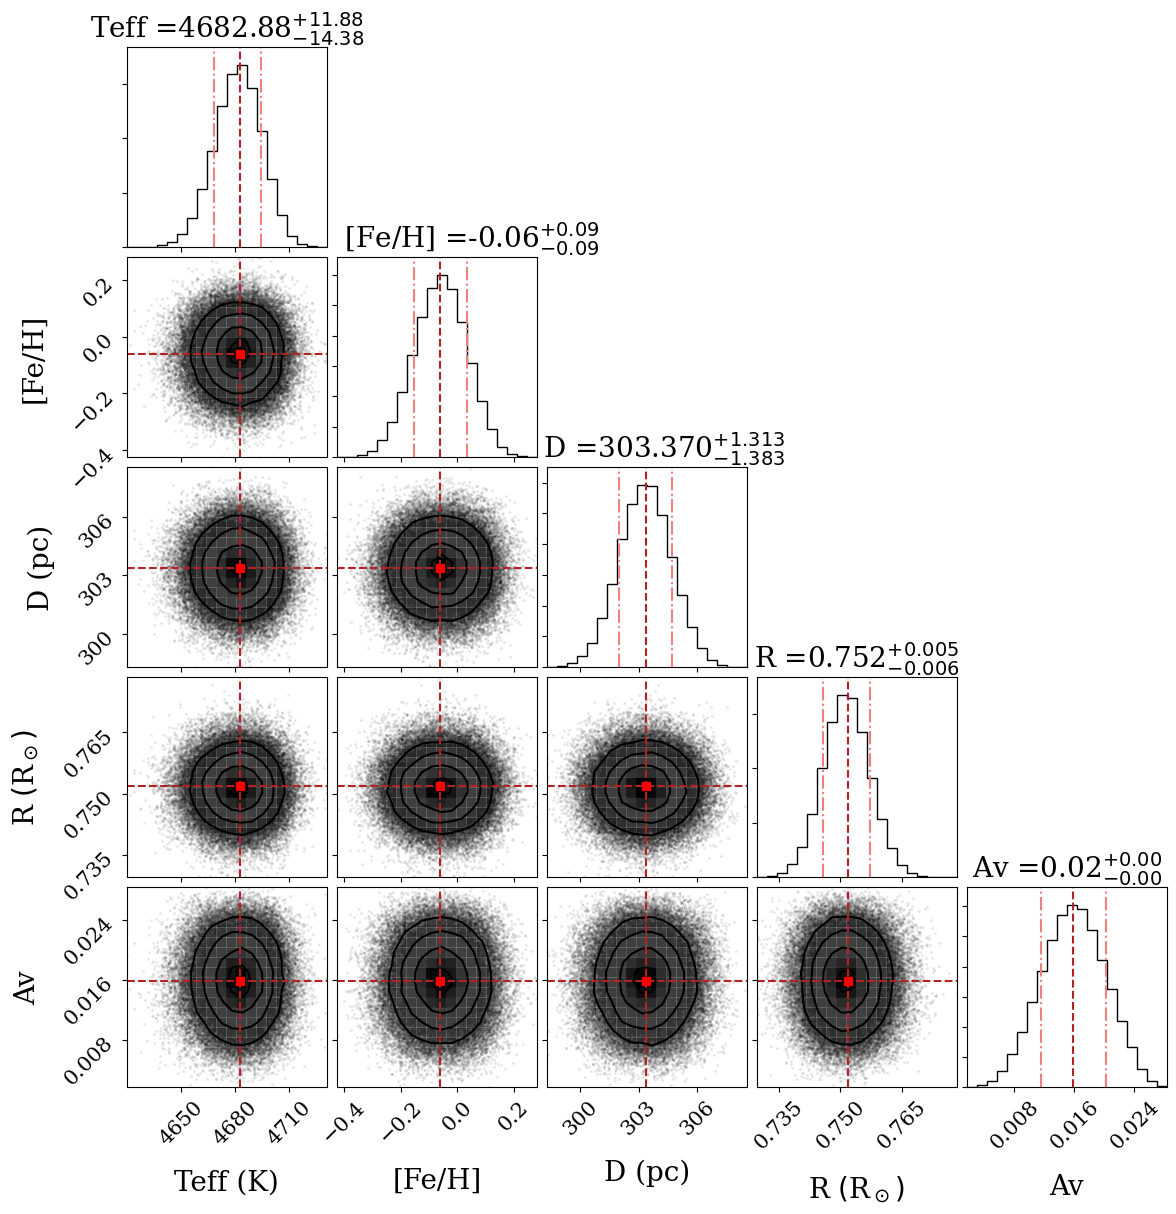 Teff =4682.88+11.88−14.38
[Fe/H] =-0.06+0.09−0.09
0.2
0.0
−0.2
−0.4
[Fe/H]
D =303.370+1.313−1.383
306
303
300
D (pc)
R =0.752+0.005−0.006
0.765
0.750
0.735
R (R⊙)
Av =0.02+0.00−0.00
0.024
0.016
0.008
Av
4650 4680 4710
−0.4 −0.2 0.0 0.2
300 303 306
0.735 0.750 0.765
0.008 0.016 0.024
Teff (K) [Fe/H] D (pc) R (R⊙) Av